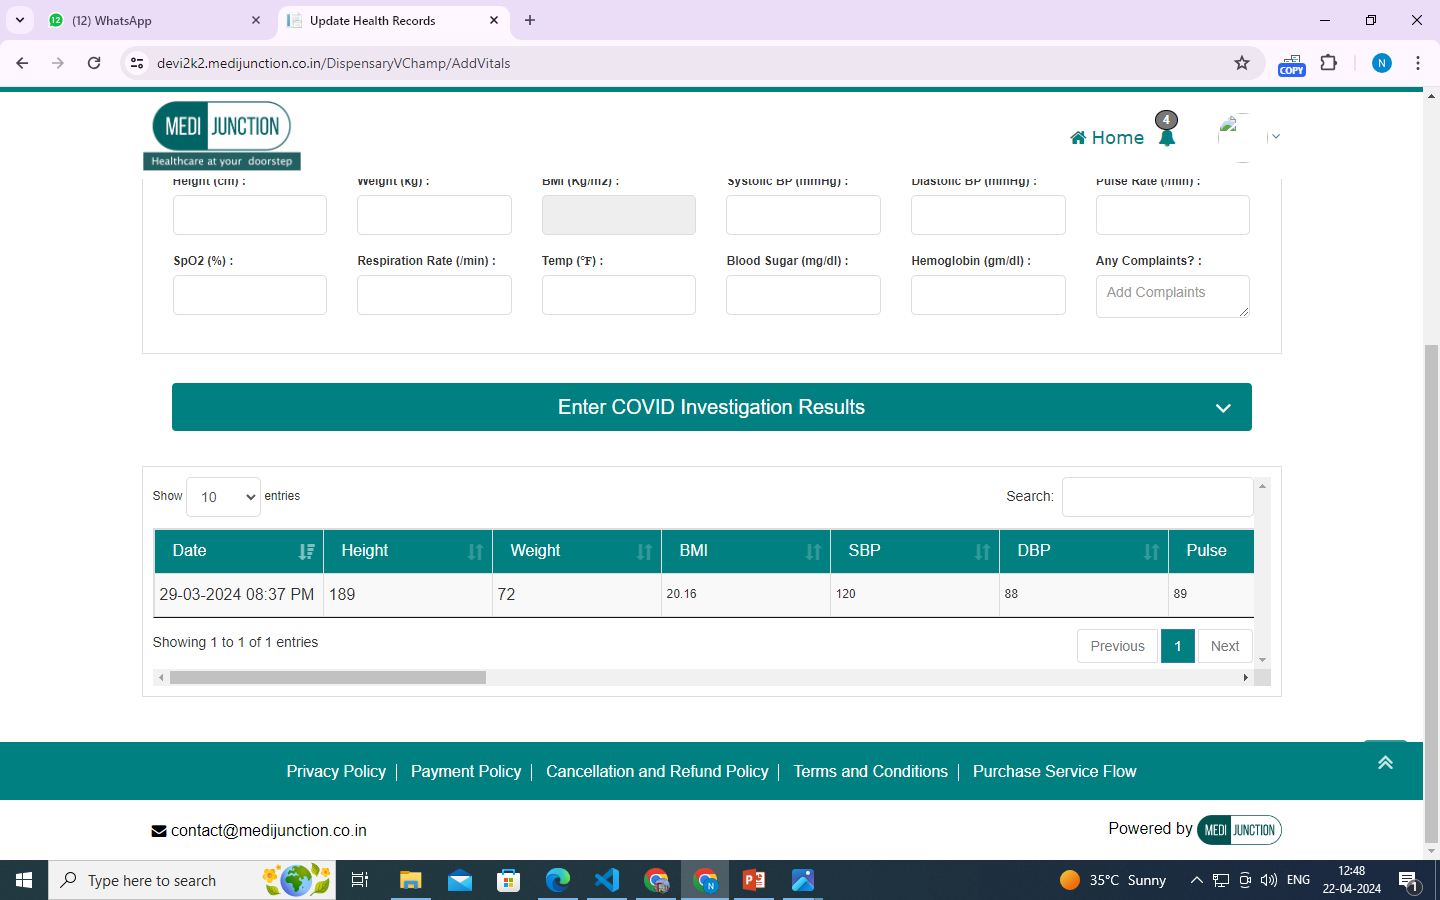 12 (12) WhatsApp
Update Health Records
devi2k2.medijunction.co.in/DispensaryVChamp/AddVitals
COPY
N
MEDI JUNCTION
Healthcare at your doorstep
Home
4
Height (cm) : Weight (kg) : BMI (Kg/m2) : Systolic BP (mmHg) : Diastolic BP (mmHg) : Pulse Rate (/min) :
SpO2 (%) : Respiration Rate (/min) : Temp (°F) : Blood Sugar (mg/dl) : Hemoglobin (gm/dl) : Any Complaints? :
Add Complaints
Enter COVID Investigation Results
Show 10 entries Search:
Date Height Weight BMI SBP DBP Pulse
29-03-2024 08:37 PM 189 72 20.16 120 88 89
Showing 1 to 1 of 1 entries Previous 1 Next
Privacy Policy | Payment Policy | Cancellation and Refund Policy | Terms and Conditions | Purchase Service Flow
contact@medijunction.co.in Powered by MEDI JUNCTION
Type here to search
N
35°C Sunny
ENG
12:48
22-04-2024
1